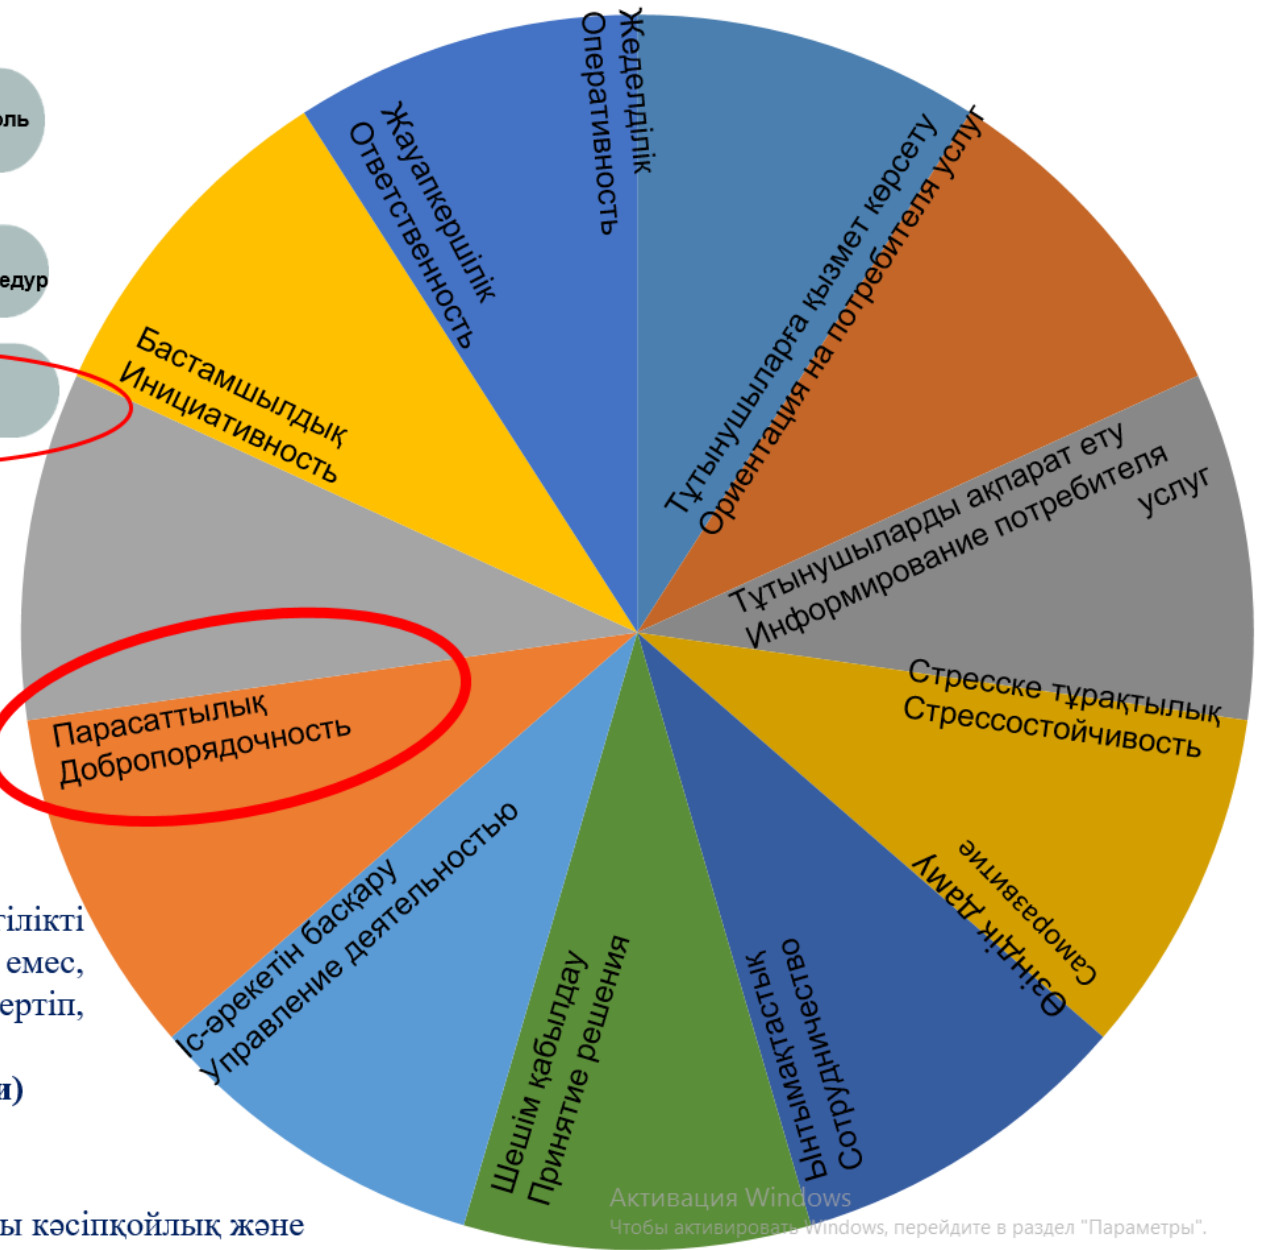 оль
едур
Жеделділік
Оперативность
Тұтынушыларға қызмет көрсету
Ориентация на потребителя услуг
Тұтынушыларды ақпарат ету
Информирование потребителя
услуг
Стресске тұрақтылық
Стрессостойчивость
Саморазвитие
Өзіндік даму
Ынтымақтастық
Сотрудничество
Шешім қабылдау
Принятие решения
Іс-әрекетін басқару
Управление деятельностью
Парасаттылық
Добропорядочность
Бастамшылдық
Инициативность
Жауапкершілік
Ответственность
гілікті
емес,
ертіп,
и)
ы кәсіпқойлық және
Активация Windows
Чтобы активировать Windows, перейдите в раздел "Параметры".